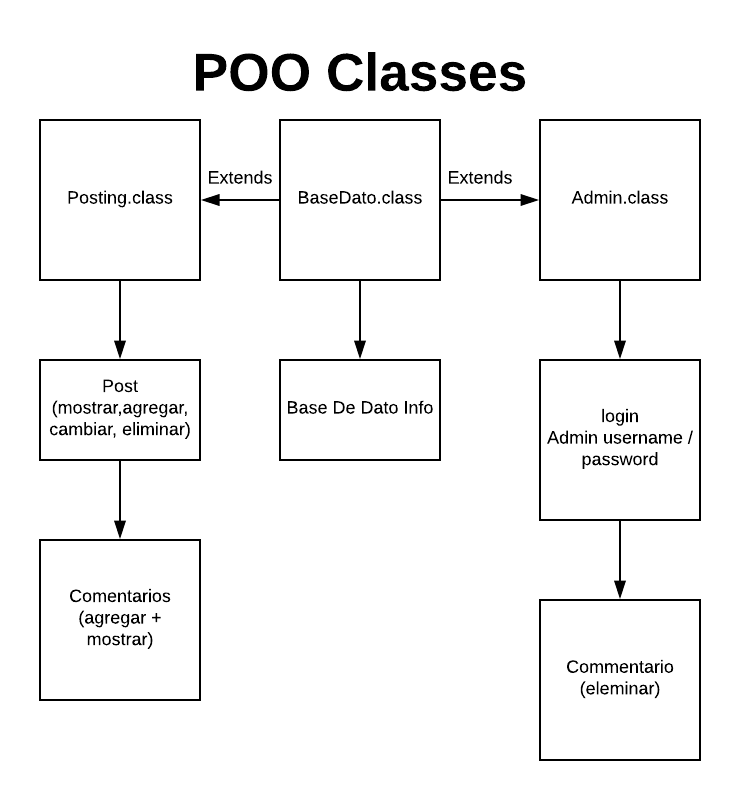 POO Classes
Extends
Extends
Posting.class
BaseDato.class
Admin.class
Post
(mostrar,agregar,
cambiar, eliminar)
Base De Dato Info
login
Admin username /
password
Comentarios
(agregar +
mostrar)
Commentario
(eleminar)